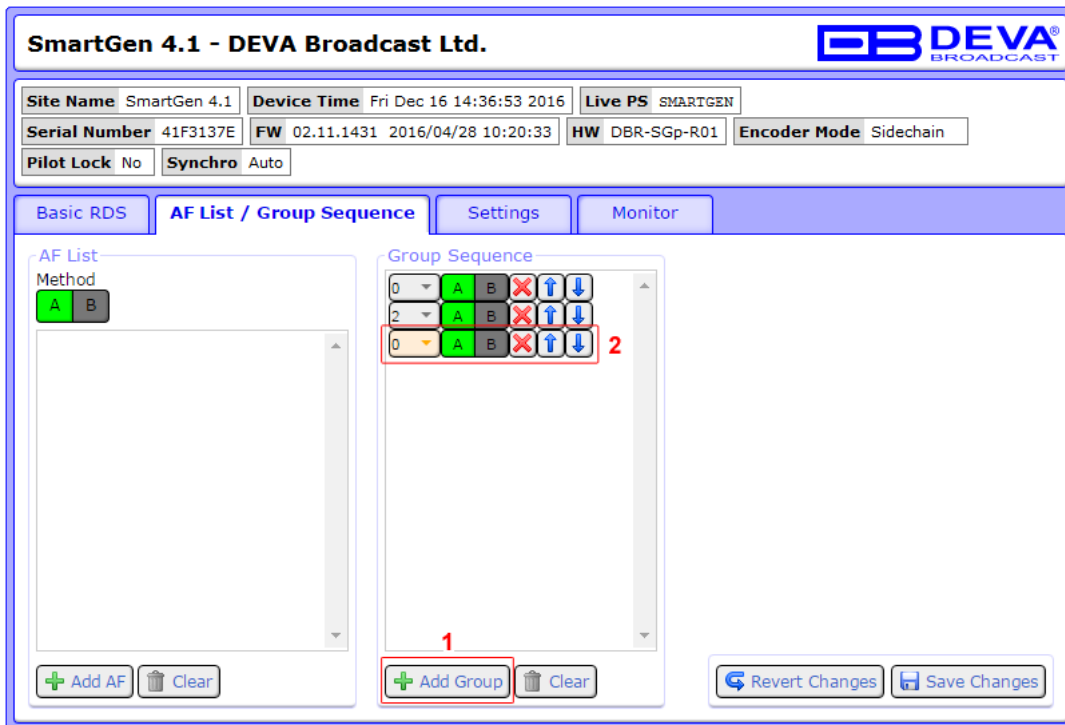 SmartGen 4.1 - DEVA Broadcast Ltd.
DEVA®
BROADCAST
Site Name SmartGen 4.1 Device Time Fri Dec 16 14:36:53 2016 Live PS SMARTGEN
Serial Number 41F3137E FW 02.11.1431 2016/04/28 10:20:33 HW DBR-SGp-R01 Encoder Mode Sidechain
Pilot Lock No Synchro Auto
Basic RDS AF List / Group Sequence Settings Monitor
AF List
Method
A B
Group Sequence
0 A B
2 A B
0 A B 2
1
Add AF Clear
Add Group Clear
Revert Changes Save Changes